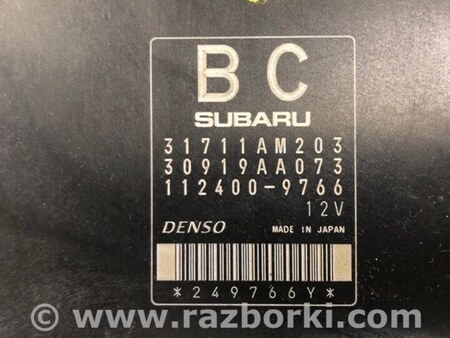 B C
SUBARU
31711AM203
30919AA073
112400-9766
12V
DENSO MADE IN JAPAN
*249766Y*
© www.razborki.com